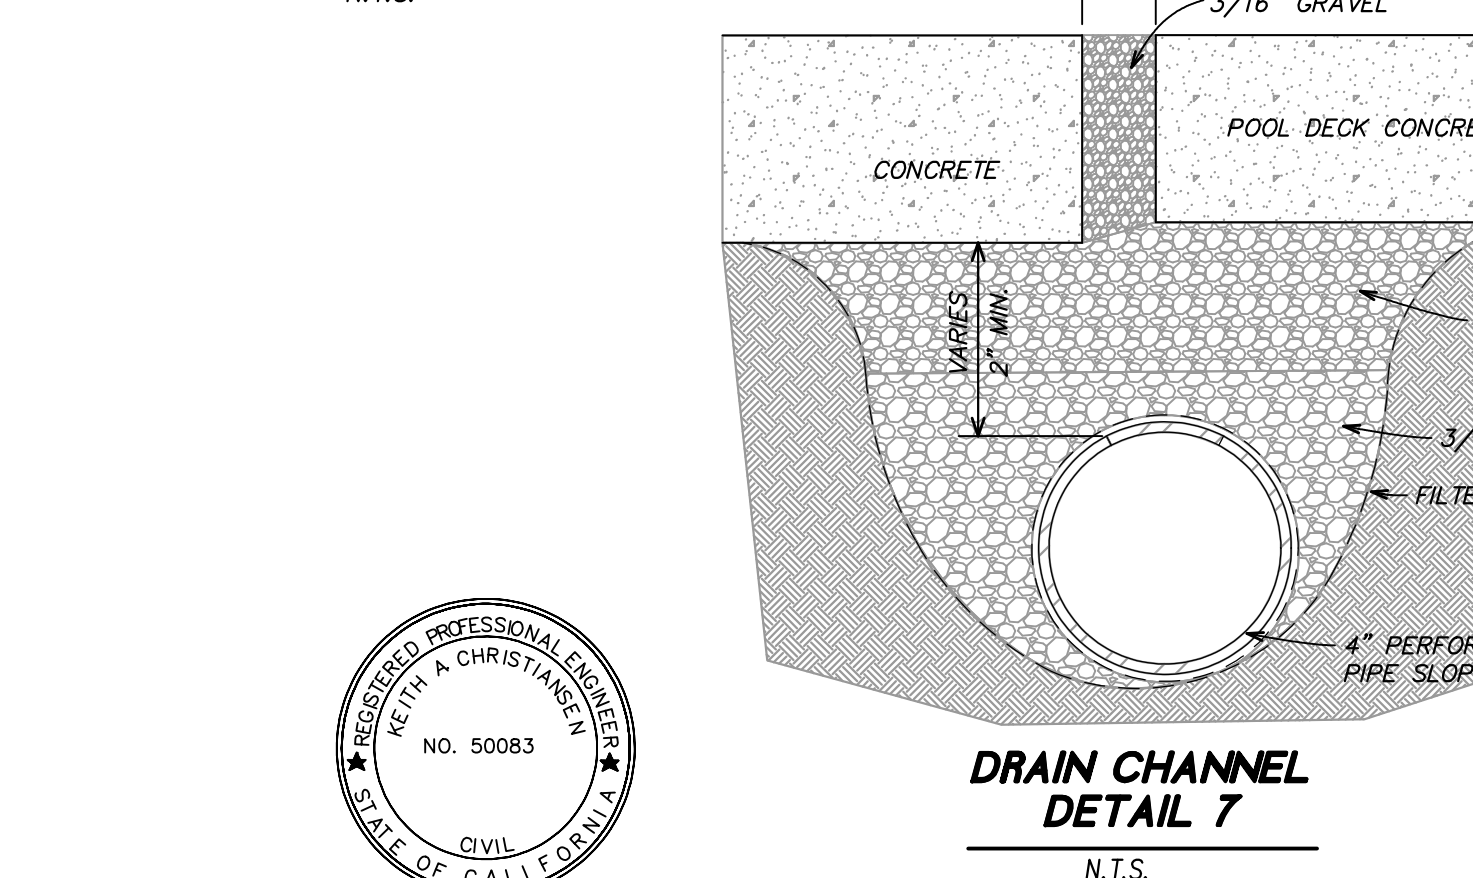 N.T.S.
3/16" GRAVEL
POOL DECK CONCRE
CONCRETE
VARIES
2" MIN.
3/
FILTE
4" PERFOR
PIPE SLOP
REGISTERED PROFESSIONAL ENGINEER
KEITH A CHRISTIANSEN
NO. 50083
CIVIL
STATE OF CALIFORNIA
DRAIN CHANNEL
DETAIL 7
N.T.S.